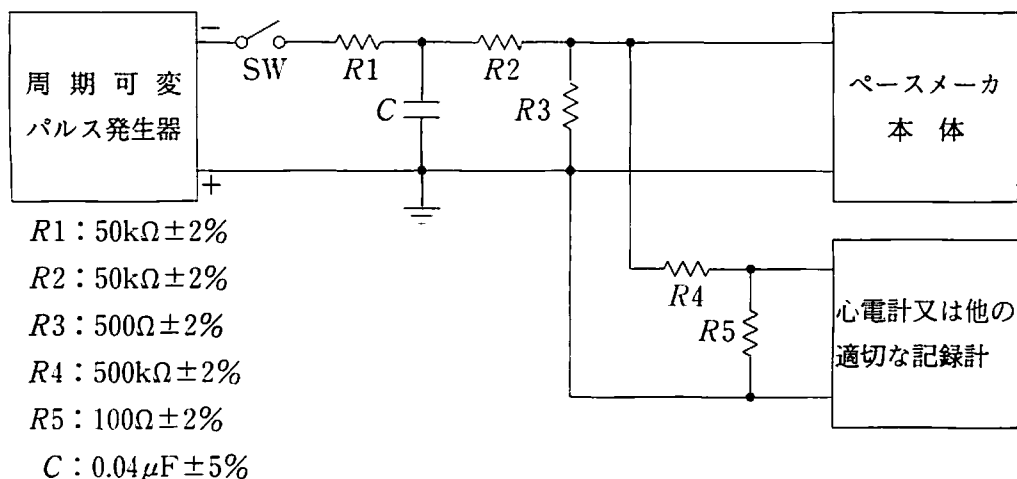 周期可変
パルス発生器
−
+
SW
R1
C
R2
R3
ペースメーカ
本体
R4
R5
心電計又は他の
適切な記録計
R1：50kΩ±2%
R2：50kΩ±2%
R3：500Ω±2%
R4：500kΩ±2%
R5：100Ω±2%
C：0.04μF±5%